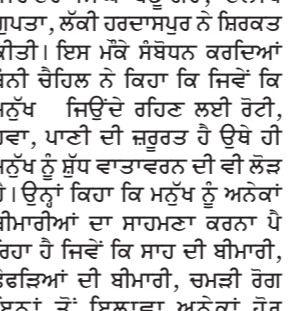 ਗੁਪਤਾ, ਲੱਕੀ ਹਰਦਾਸਪੁਰ ਨੇ ਸ਼ਿਰਕਤ
ਕੀਤੀ। ਇਸ ਮੌਕੇ ਸੰਬੋਧਨ ਕਰਦਿਆਂ
ਬੰਨੀ ਚੈਹਿਲ ਨੇ ਕਿਹਾ ਕਿ ਜਿਵੇਂ ਕਿ
ਮਨੁੱਖ ਜਿਉਂਦੇ ਰਹਿਣ ਲਈ ਰੋਟੀ,
ਹਵਾ, ਪਾਣੀ ਦੀ ਜ਼ਰੂਰਤ ਹੈ ਉਥੇ ਹੀ
ਮਨੁੱਖ ਨੂੰ ਸ਼ੁੱਧ ਵਾਤਾਵਰਨ ਦੀ ਵੀ ਲੋੜ
ਹੈ। ਉਨ੍ਹਾਂ ਕਿਹਾ ਕਿ ਮਨੁੱਖ ਨੂੰ ਅਨੇਕਾਂ
ਬੀਮਾਰੀਆਂ ਦਾ ਸਾਹਮਣਾ ਕਰਨਾ ਪੈ
ਰਿਹਾ ਹੈ ਜਿਵੇਂ ਕਿ ਸਾਹ ਦੀ ਬੀਮਾਰੀ,
ਫੇਫੜਿਆਂ ਦੀ ਬੀਮਾਰੀ, ਚਮੜੀ ਰੋਗ
ਇਨ੍ਹਾਂ ਤੋਂ ਇਲਾਵਾ ਅਨੇਕਾਂ ਹੋਰ